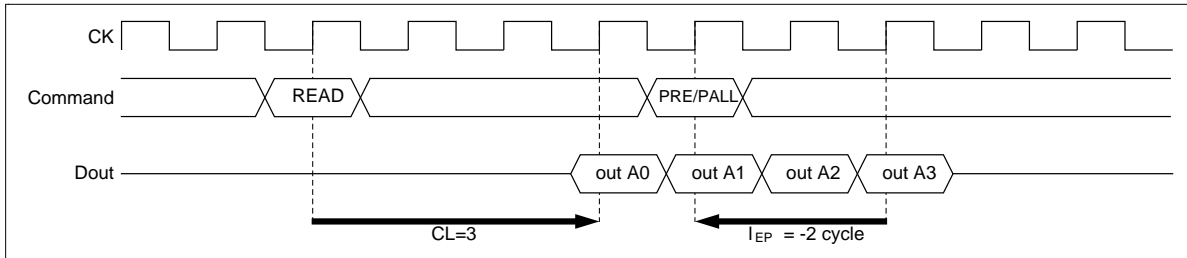 CK
Command
READ
PRE/PALL
Dout
out A0
out A1
out A2
out A3
CL=3
IEP = -2 cycle